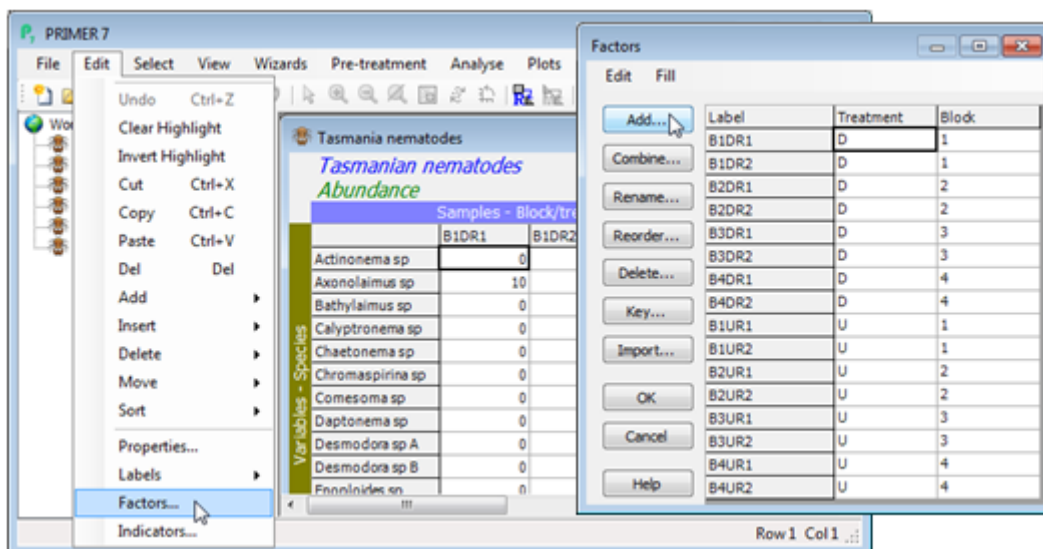 PRIMER 7
File Edit Select View Wizards Pre-treatment Analyse Plots
Undo Ctrl+Z
Clear Highlight
Invert Highlight
Cut Ctrl+X
Copy Ctrl+C
Paste Ctrl+V
Del Del
Add
Insert
Delete
Move
Sort
Properties...
Labels
Factors...
Indicators...
Tasmania nematodes
Tasmanian nematodes
Abundance
Samples - Block/tre
B1DR1 B1DR2
Variables - Species
Actinonema sp 0
Axonolaimus sp 10
Bathylaimus sp 0
Calyptronema sp 0
Chaetonema sp 0
Chromaspirina sp 0
Comesoma sp 0
Daptonema sp 0
Desmodora sp A 0
Desmodora sp B 0
Enoploides sp 0
Row 1 Col 1
Factors
Edit Fill
Add...
Combine...
Rename...
Reorder...
Delete...
Key...
Import...
OK
Cancel
Help
Label Treatment Block
B1DR1 D 1
B1DR2 D 1
B2DR1 D 2
B2DR2 D 2
B3DR1 D 3
B3DR2 D 3
B4DR1 D 4
B4DR2 D 4
B1UR1 U 1
B1UR2 U 1
B2UR1 U 2
B2UR2 U 2
B3UR1 U 3
B3UR2 U 3
B4UR1 U 4
B4UR2 U 4